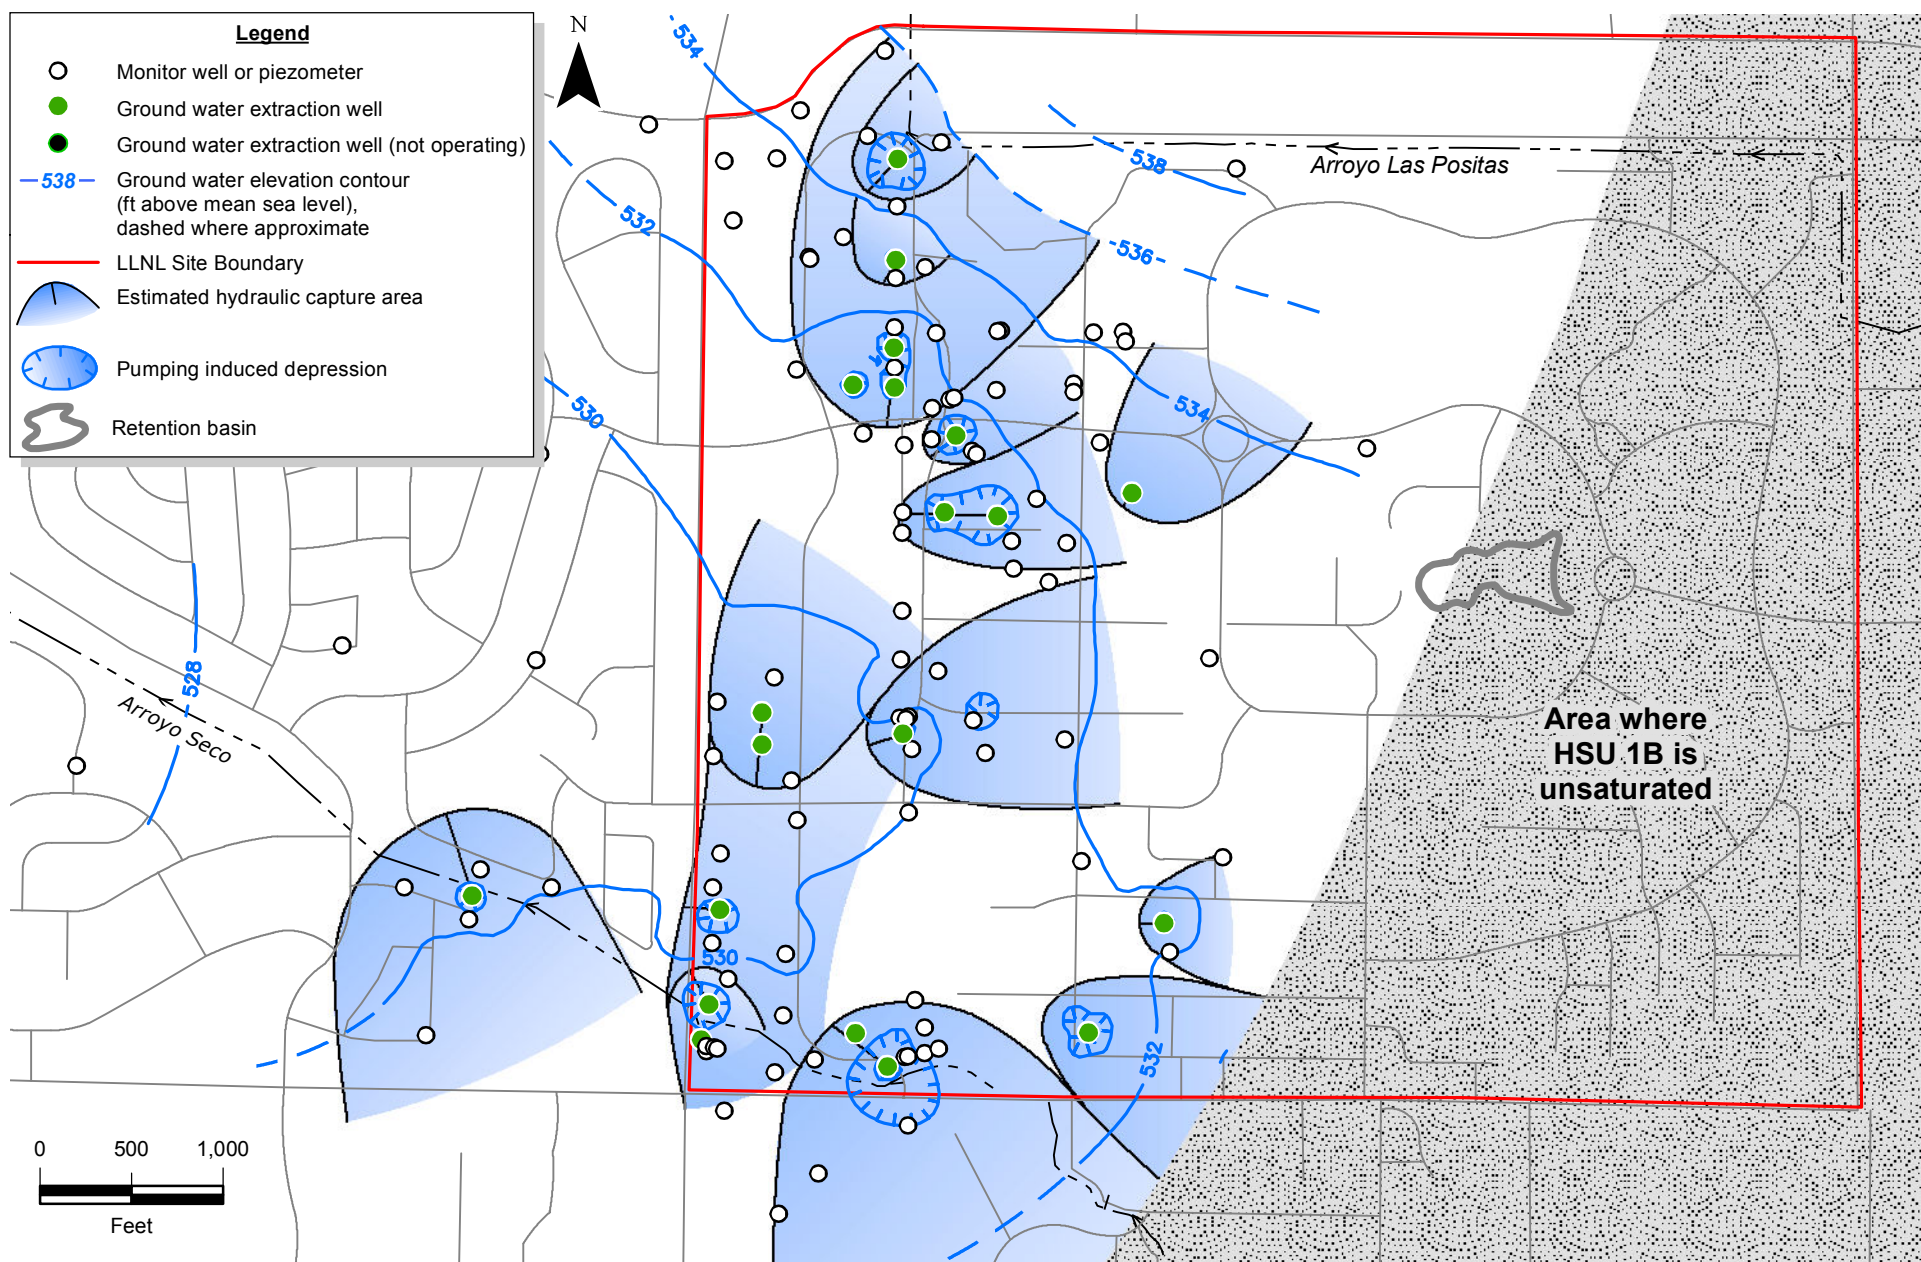 Legend
Monitor well or piezometer
Ground water extraction well
Ground water extraction well (not operating)
538
Ground water elevation contour
(ft above mean sea level),
dashed where approximate
LLNL Site Boundary
Estimated hydraulic capture area
Pumping induced depression
Retention basin
N
534
532
530
538
Arroyo Las Positas
536
534
528
Arroyo Seco
530
532
Area where
HSU 1B is
unsaturated
0 500 1,000
Feet